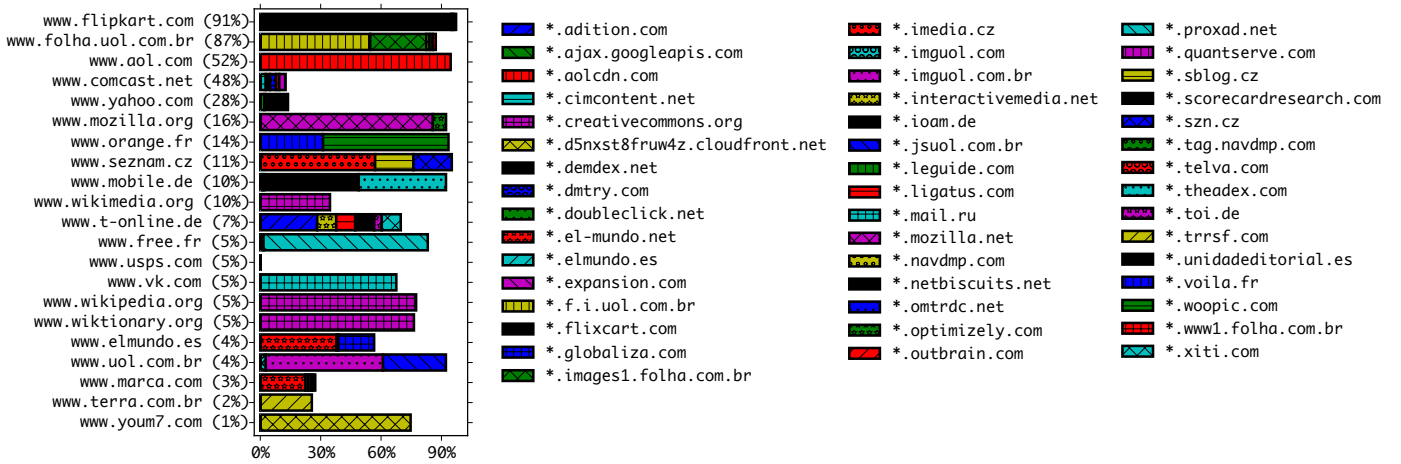 www.flipkart.com (91%)
www.folha.uol.com.br (87%)
www.aol.com (52%)
www.comcast.net (48%)
www.yahoo.com (28%)
www.mozilla.org (16%)
www.orange.fr (14%)
www.seznam.cz (11%)
www.mobile.de (10%)
www.wikimedia.org (10%)
www.t-online.de (7%)
www.free.fr (5%)
www.usps.com (5%)
www.vk.com (5%)
www.wikipedia.org (5%)
www.wiktionary.org (5%)
www.elmundo.es (4%)
www.uol.com.br (4%)
www.marca.com (3%)
www.terra.com.br (2%)
www.youm7.com (1%)
0% 30% 60% 90%
*.adition.com
*.ajax.googleapis.com
*.aolcdn.com
*.cimcontent.net
*.creativecommons.org
*.d5nxst8fruw4z.cloudfront.net
*.demdex.net
*.dmtry.com
*.doubleclick.net
*.el-mundo.net
*.elmundo.es
*.expansion.com
*.f.i.uol.com.br
*.flixcart.com
*.globaliza.com
*.images1.folha.com.br
*.imedia.cz
*.imguol.com
*.imguol.com.br
*.interactivemedia.net
*.ioam.de
*.jsuol.com.br
*.leguide.com
*.ligatus.com
*.mail.ru
*.mozilla.net
*.navdmp.com
*.netbiscuits.net
*.omtrdc.net
*.optimizely.com
*.outbrain.com
*.proxad.net
*.quantserve.com
*.sblog.cz
*.scorecardresearch.com
*.szn.cz
*.tag.navdmp.com
*.telva.com
*.theadex.com
*.toi.de
*.trrsf.com
*.unidadeditorial.es
*.voila.fr
*.woopic.com
*.www1.folha.com.br
*.xiti.com